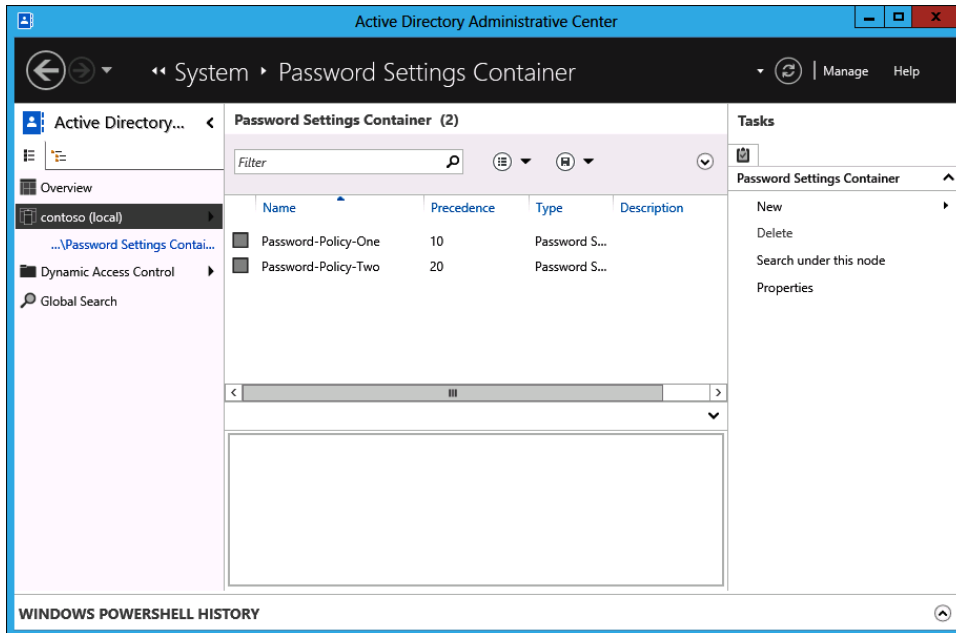 Active Directory Administrative Center
System Password Settings Container
Manage Help
Active Directory...
Overview
contoso (local)
...\Password Settings Contai...
Dynamic Access Control
Global Search
Password Settings Container (2)
Filter
Name Precedence Type Description
Password-Policy-One 10 Password S...
Password-Policy-Two 20 Password S...
Tasks
Password Settings Container
New
Delete
Search under this node
Properties
WINDOWS POWERSHELL HISTORY